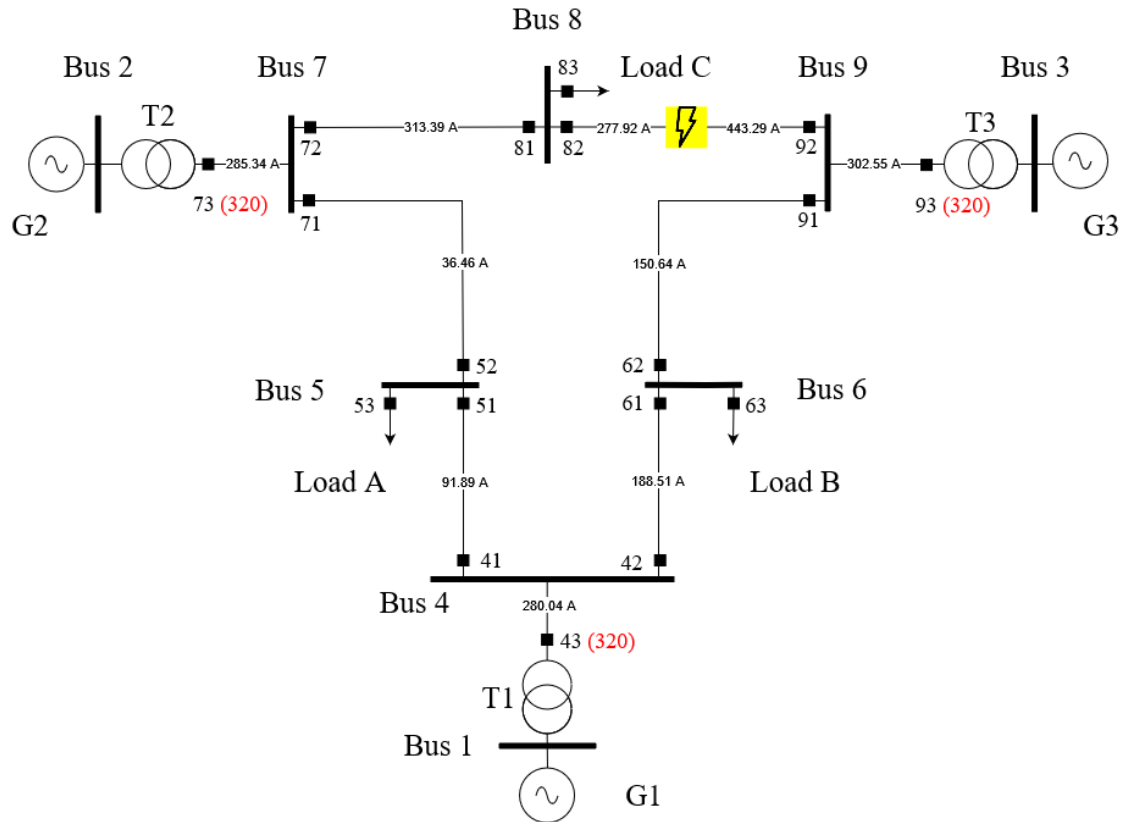 Bus 8
Bus 2
Bus 7
83
Load C
Bus 9
Bus 3
T2
T3
313.39 A
277.92 A
443.29 A
72
81
82
92
285.34 A
302.55 A
73 (320)
93 (320)
71
91
G2
G3
36.46 A
150.64 A
52
62
Bus 5
Bus 6
53
51
61
63
Load A
Load B
91.89 A
188.51 A
41
42
Bus 4
280.04 A
43 (320)
T1
Bus 1
G1